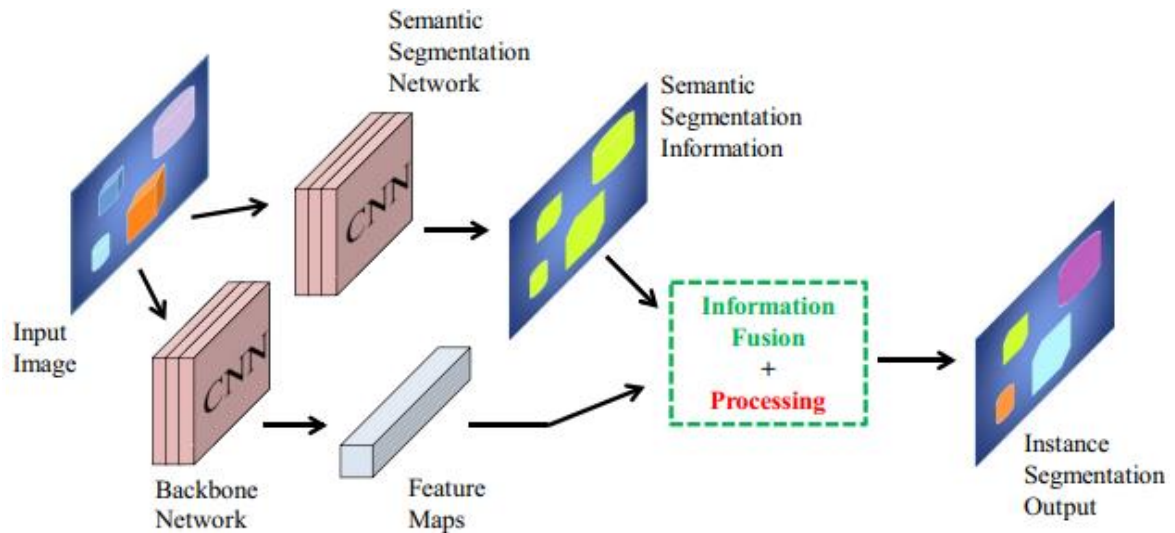 Semantic
Segmentation
Network
Semantic
Segmentation
Information
CNN
Input
Image
CNN
Information
Fusion
+
Processing
Backbone
Network
Feature
Maps
Instance
Segmentation
Output